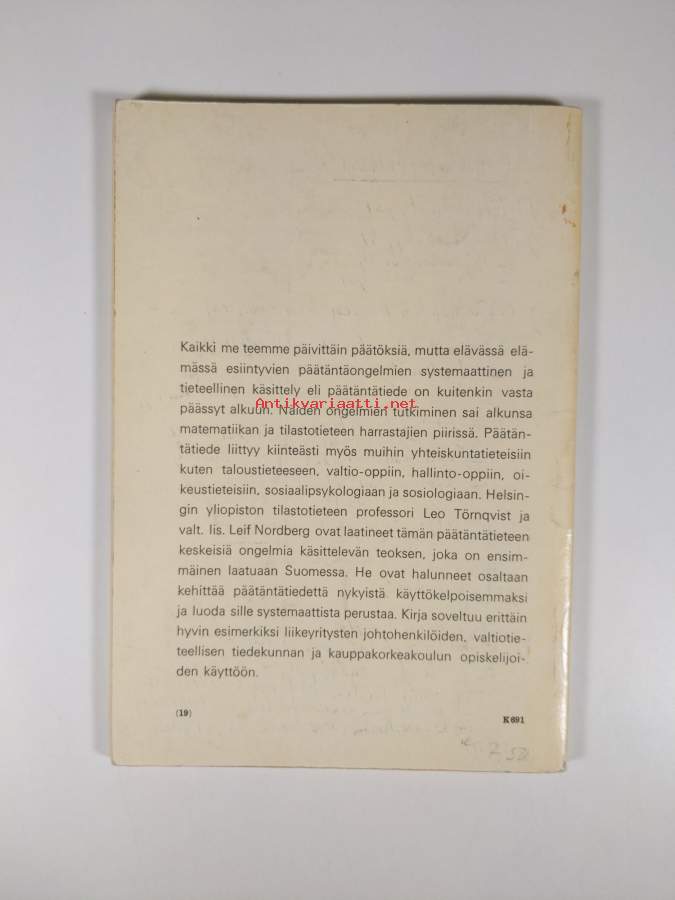 Kaikki me teemme päivittäin päätöksiä, mutta elävässä elä-
mässä esiintyvien päätäntäongelmien systemaattinen ja
tieteellinen käsittely eli päätäntätiede on kuitenkin vasta
Antikvariaatti.net
päässyt alkuun. Näiden ongelmien tutkiminen sai alkunsa
matematiikan ja tilastotieteen harrastajien piirissä. Päätän-
tätiede liittyy kiinteästi myös muihin yhteiskuntatieteisiin
kuten taloustieteeseen, valtio-oppiin, hallinto-oppiin, oi-
keustieteisiin, sosiaalipsykologiaan ja sosiologiaan. Helsin-
gin yliopiston tilastotieteen professori Leo Törnqvist ja
valt. lis. Leif Nordberg ovat laatineet tämän päätäntätieteen
keskeisiä ongelmia käsittelevän teoksen, joka on ensim-
mäinen laatuaan Suomessa. He ovat halunneet osaltaan
kehittää päätäntätiedettä nykyistä käyttökelpoisemmaksi
ja luoda sille systemaattista perustaa. Kirja soveltuu erittäin
hyvin esimerkiksi liikeyritysten johtohenkilöiden, valtiotie-
teellisen tiedekunnan ja kauppakorkeakoulun opiskelijoi-
den käyttöön.
(19) K691